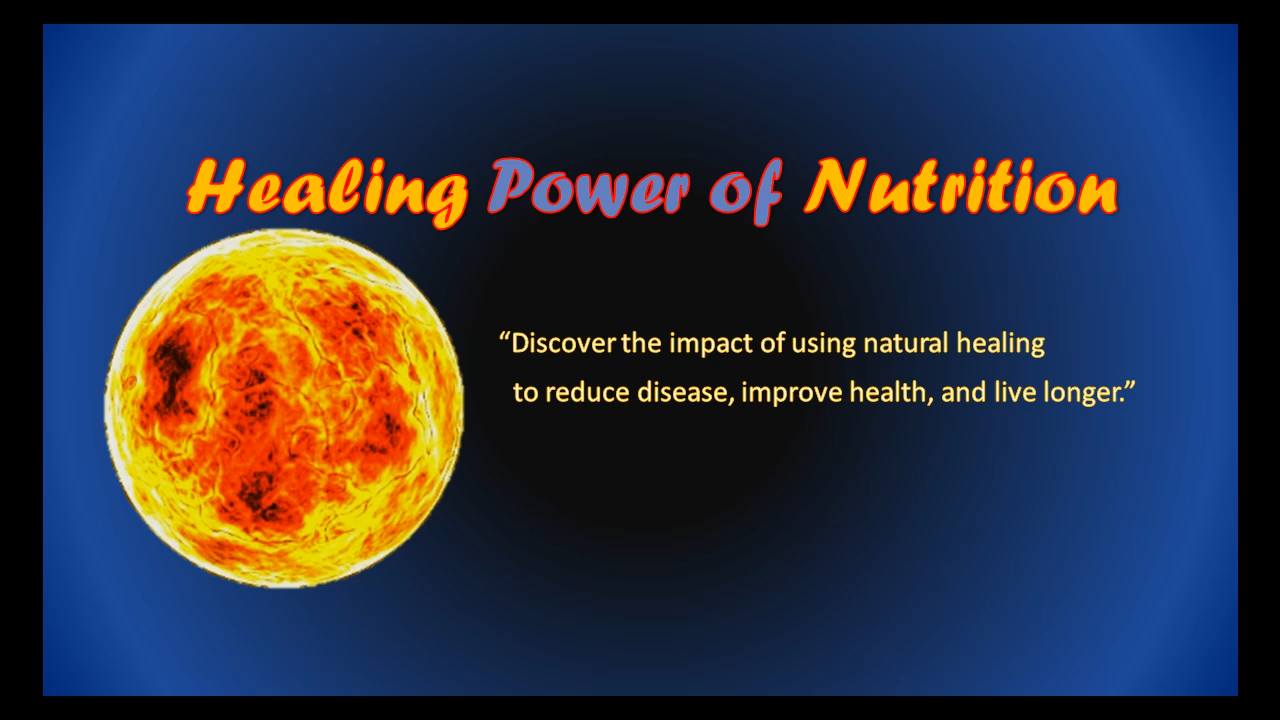 Healing Power of Nutrition
“Discover the impact of using natural healing
to reduce disease, improve health, and live longer.”